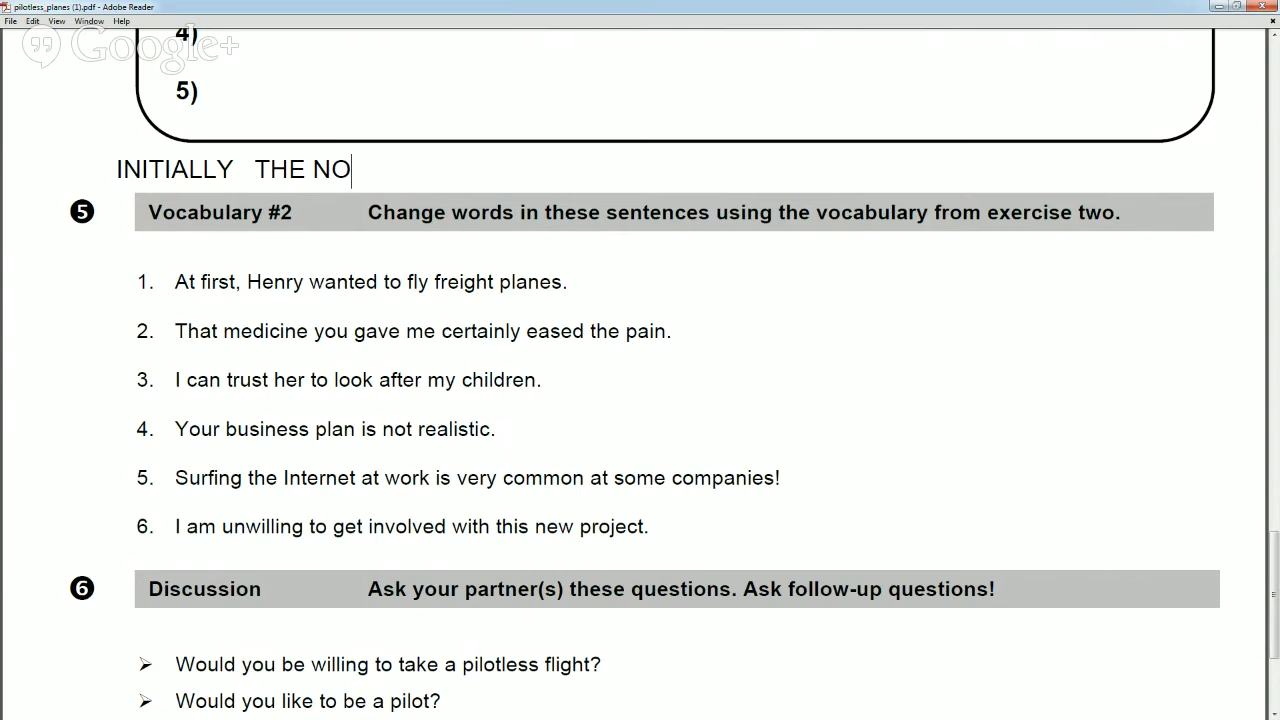 pilotless_planes (1).pdf - Adobe Reader
File Edit View Window Help
Google+
4)
5)
INITIALLY THE NO
5 Vocabulary #2 Change words in these sentences using the vocabulary from exercise two.
1. At first, Henry wanted to fly freight planes.
2. That medicine you gave me certainly eased the pain.
3. I can trust her to look after my children.
4. Your business plan is not realistic.
5. Surfing the Internet at work is very common at some companies!
6. I am unwilling to get involved with this new project.
6 Discussion Ask your partner(s) these questions. Ask follow-up questions!
➢ Would you be willing to take a pilotless flight?
➢ Would you like to be a pilot?